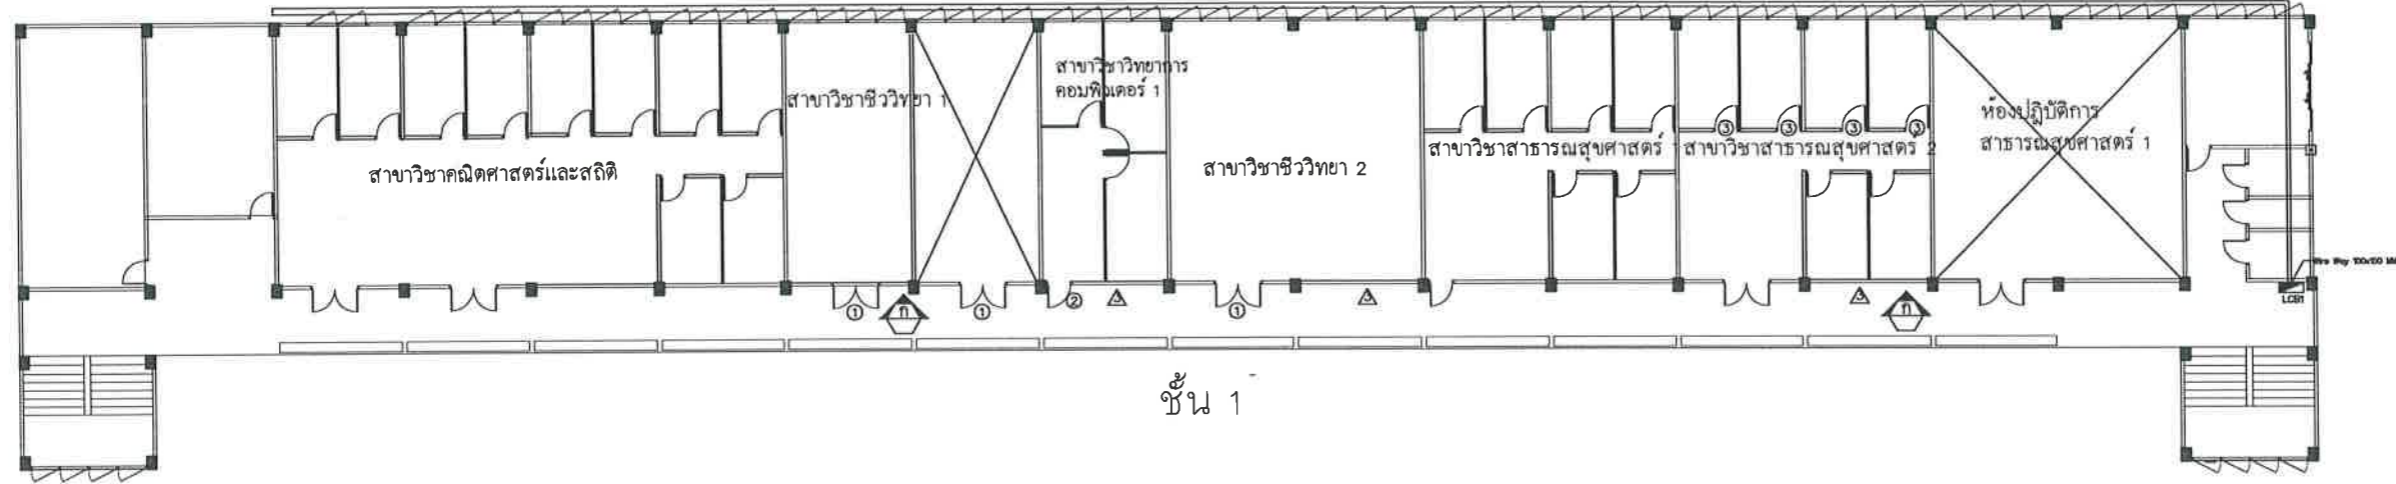 สาขาวิชาวิทยาการ
คอมพิวเตอร์ 1
สาขาวิชาชีววิทยา 1
ห้องปฏิบัติการ
สาธารณสุขศาสตร์ 1
3 3 3 3
สาขาวิชาคณิตศาสตร์และสถิติ
สาขาวิชาชีววิทยา 2
สาขาวิชาสาธารณสุขศาสตร์ 1
สาขาวิชาสาธารณสุขศาสตร์ 2
LCB1
1 ก 1 2 3 1 3 3 ก
ชั้น 1